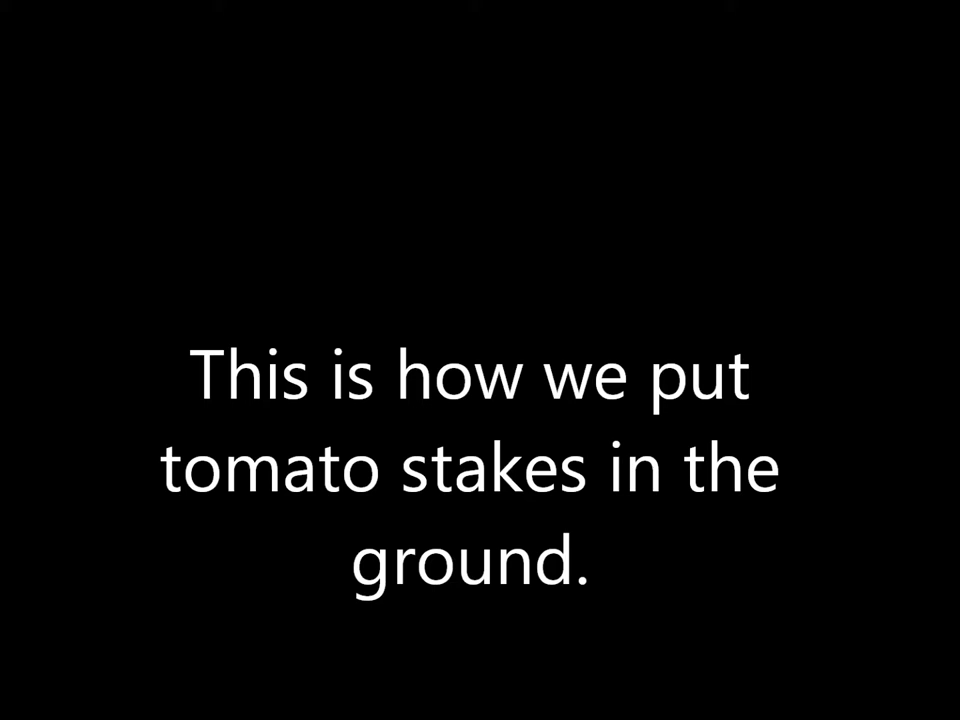 This is how we put
tomato stakes in the
ground.